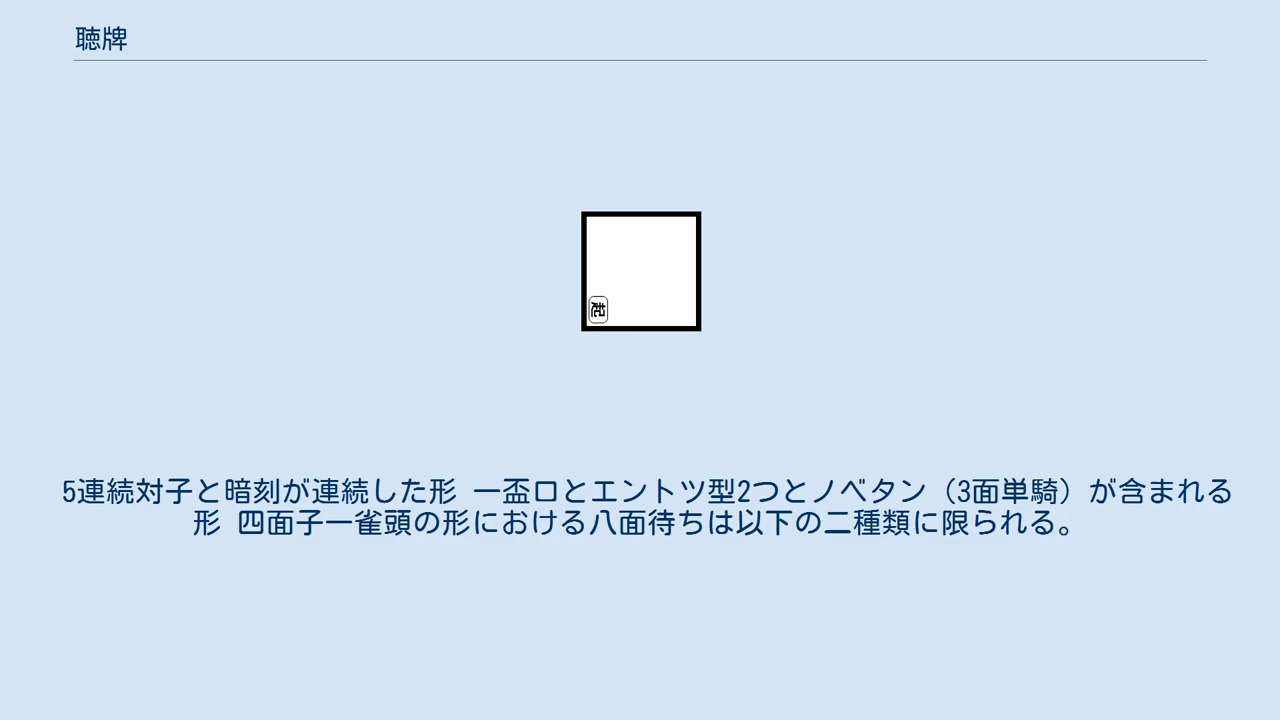 聴牌
起
5連続対子と暗刻が連続した形 一盃口とエントツ型2つとノベタン（3面単騎）が含まれる
形 四面子一雀頭の形における八面待ちは以下の二種類に限られる。